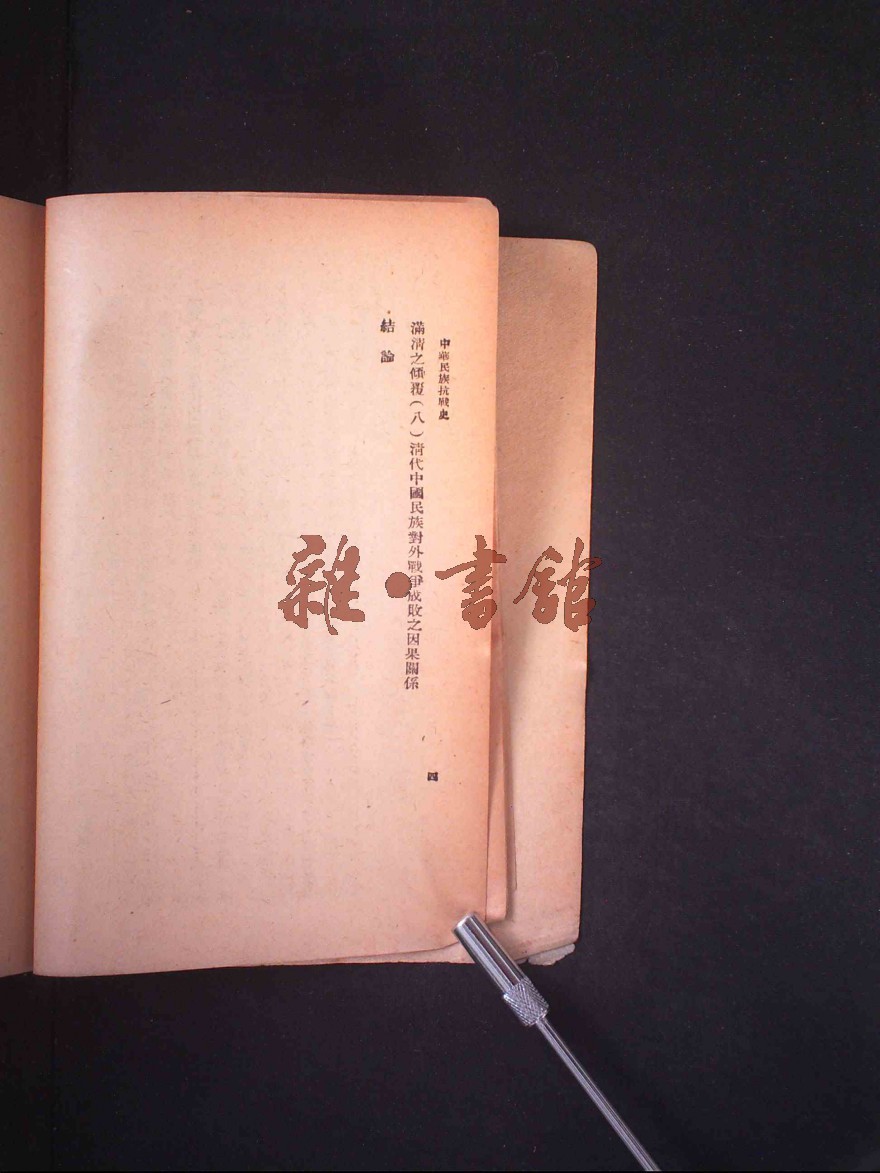 中華民族抗戰史
滿清之傾覆(八)清代中國民族對外戰爭成敗之因果關係
結論
四
雜·書館